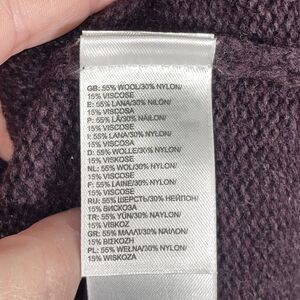 GB: 55% WOOL/30% NYLON/
15% VISCOSE
E: 55% LANA/30% NILÓN/
15% VISCOSA
P: 55% LÃ/30% NÁILON/
15% VISCOSE
I: 55% LANA/30% NYLON/
15% VISCOSA
D: 55% WOLLE/30% NYLON/
15% VISKOSE
NL: 55% WOL/30% NYLON/
15% VISCOSE
F: 55% LAINE/30% NYLON/
15% VISCOSE
RU: 55% ШЕРСТЬ/30% НЕЙЛОН/
15% ВИСКОЗА
TR: 55% YÜN/30% NAYLON/
15% VISKOZ
GR: 55% ΜΑΛΛΙ/30% ΝΑΙΛΟΝ/
15% ΒΙΣΚΟΖΗ
PL: 55% WEŁNA/30% NYLON/
15% WISKOZA